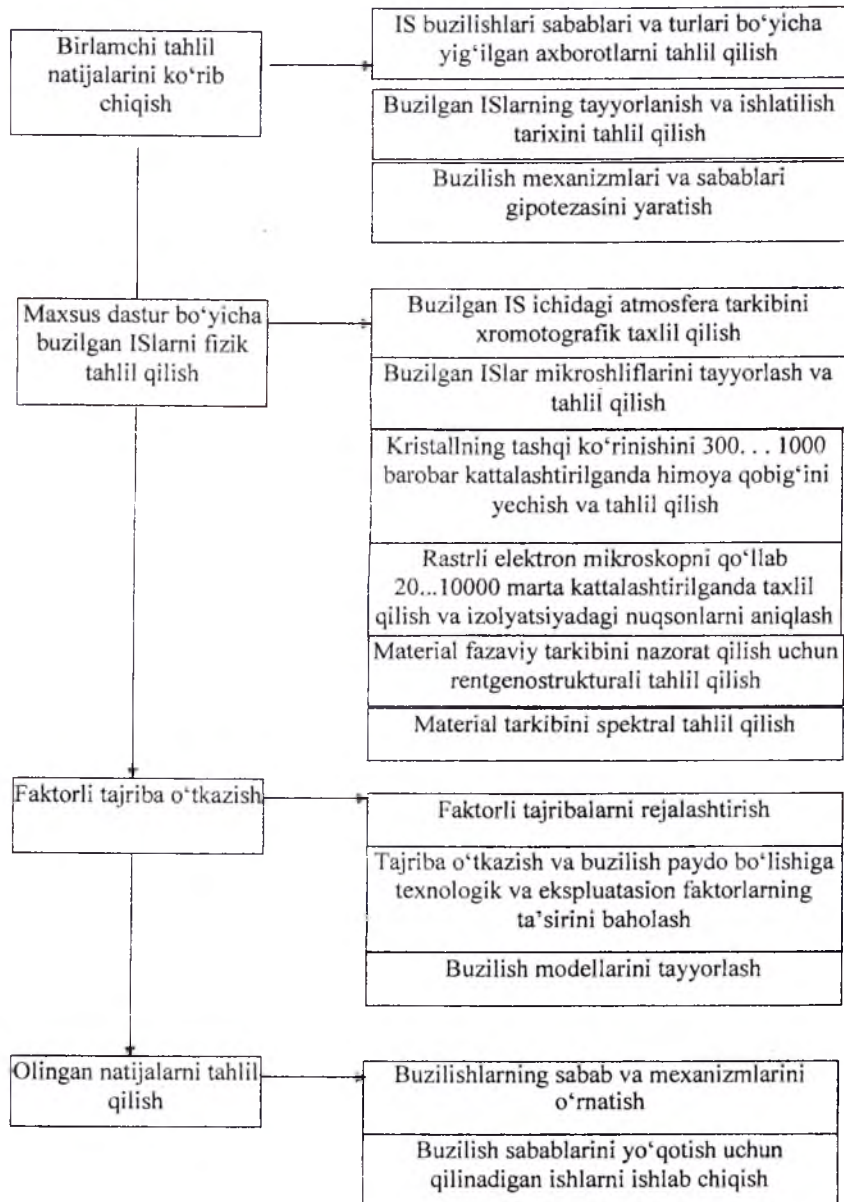 Birlamchi tahlil
natijalarini ko‘rib
chiqish
IS buzilishlari sabablari va turlari bo‘yicha
yig‘ilgan axborotlarni tahlil qilish
Buzilgan ISlarning tayyorlanish va ishlatilish
tarixini tahlil qilish
Buzilish mexanizmlari va sabablari
gipotezasini yaratish
Maxsus dastur bo‘yicha
buzilgan ISlarni fizik
tahlil qilish
Buzilgan IS ichidagi atmosfera tarkibini
xromotografik taxlil qilish
Buzilgan ISlar mikroshliflarini tayyorlash va
tahlil qilish
Kristallning tashqi ko‘rinishini 300. . . 1000
barobar kattalashtirilganda himoya qobig‘ini
yechish va tahlil qilish
Rastrli elektron mikroskopni qo‘llab
20...10000 marta kattalashtirilganda taxlil
qilish va izolyatsiyadagi nuqsonlarni aniqlash
Material fazaviy tarkibini nazorat qilish uchun
rentgenostrukturali tahlil qilish
Material tarkibini spektral tahlil qilish
Faktorli tajriba o‘tkazish
Faktorli tajribalarni rejalashtirish
Tajriba o‘tkazish va buzilish paydo bo‘lishiga
texnologik va ekspluatasion faktorlarning
ta’sirini baholash
Buzilish modellarini tayyorlash
Olingan natijalarni tahlil
qilish
Buzilishlarning sabab va mexanizmlarini
o‘rnatish
Buzilish sabablarini yo‘qotish uchun
qilinadigan ishlarni ishlab chiqish